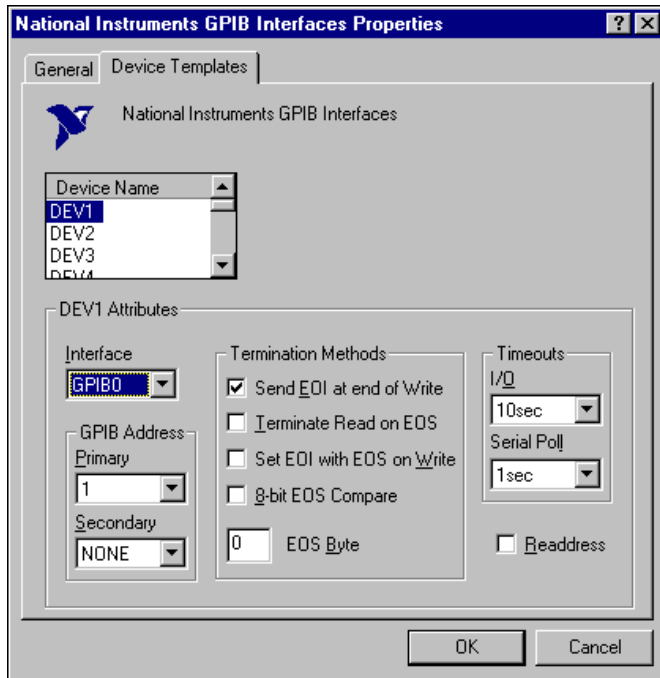 National Instruments GPIB Interfaces Properties
General
Device Templates
National Instruments GPIB Interfaces
Device Name
DEV1
DEV2
DEV3
DEV4
DEV1 Attributes
Interface
GPIB0
GPIB Address
Primary
1
Secondary
NONE
Termination Methods
Send EOI at end of Write
Terminate Read on EOS
Set EOI with EOS on Write
8-bit EOS Compare
0 EOS Byte
Timeouts
I/O
10sec
Serial Poll
1sec
Readdress
OK
Cancel